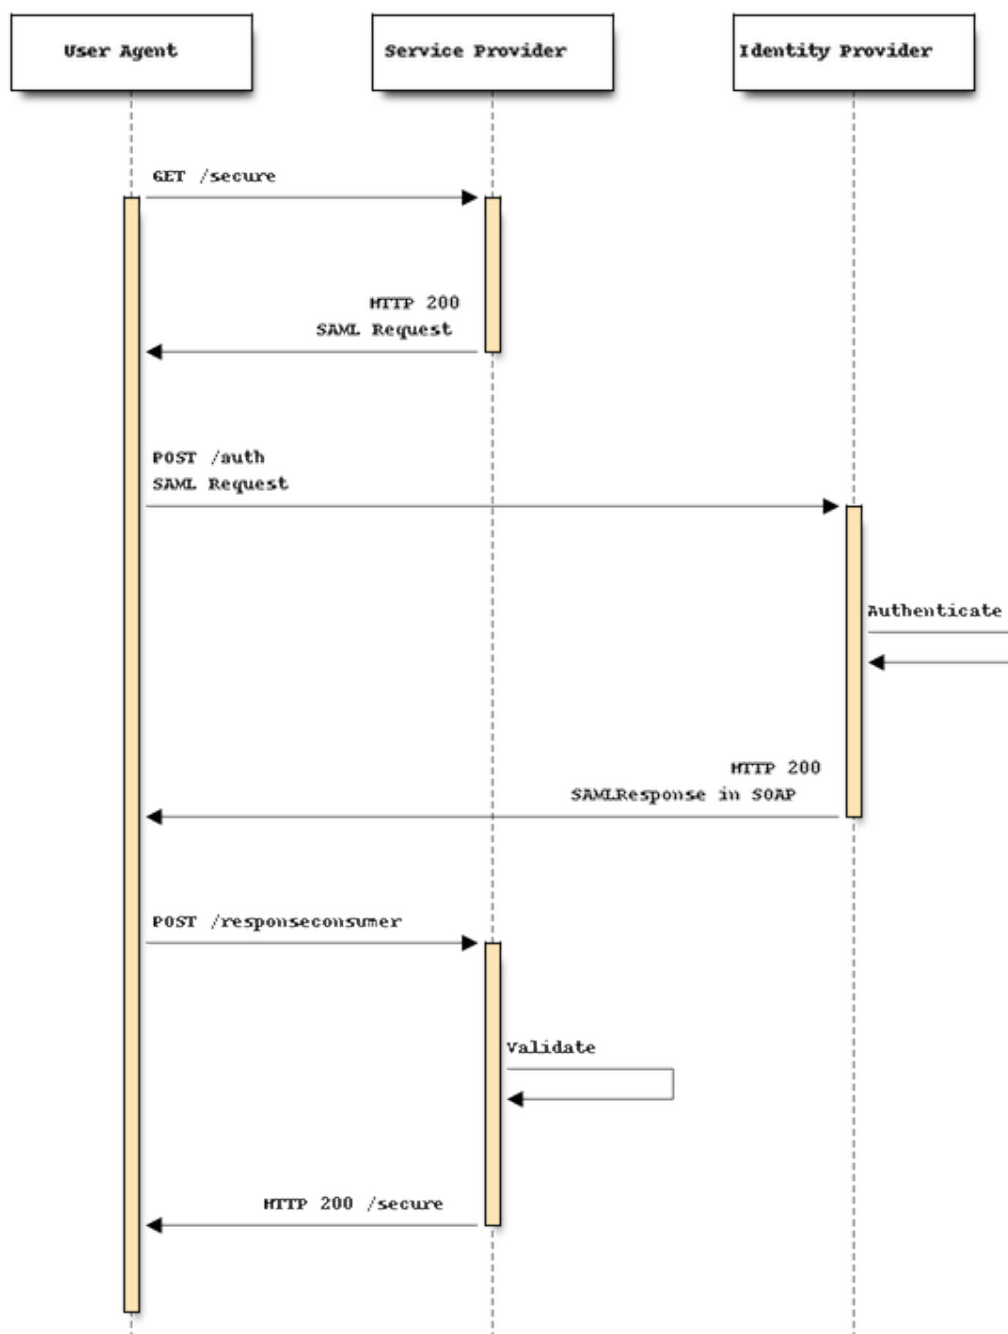 User Agent
Service Provider
Identity Provider
GET /secure
HTTP 200
SAML Request
POST /auth
SAML Request
Authenticate
HTTP 200
SAMLResponse in SOAP
POST /responseconsumer
Validate
HTTP 200 /secure